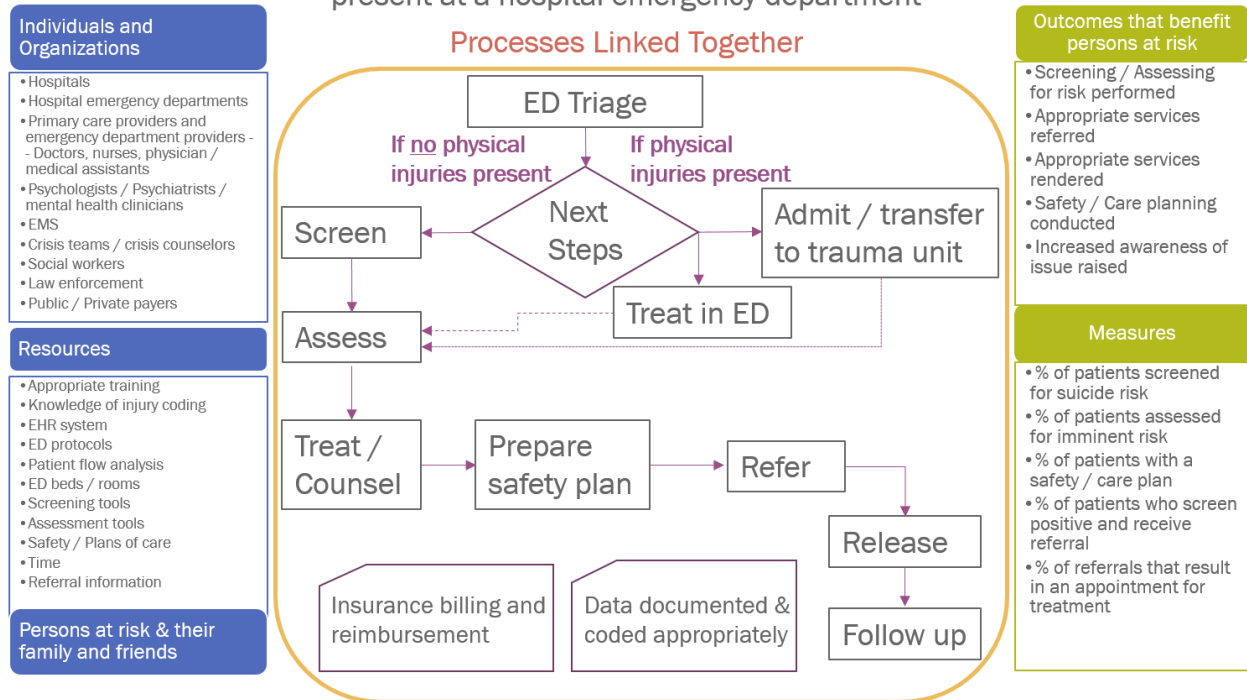 present at a hospital emergency department
Individuals and
Organizations
• Hospitals
• Hospital emergency departments
• Primary care providers and
emergency department providers -
- Doctors, nurses, physician /
medical assistants
• Psychologists / Psychiatrists /
mental health clinicians
• EMS
• Crisis teams / crisis counselors
• Social workers
• Law enforcement
• Public / Private payers
Resources
• Appropriate training
• Knowledge of injury coding
• EHR system
• ED protocols
• Patient flow analysis
• ED beds / rooms
• Screening tools
• Assessment tools
• Safety / Plans of care
• Time
• Referral information
Persons at risk & their
family and friends
Processes Linked Together
ED Triage
If no physical
injuries present
If physical
injuries present
Next
Steps
Screen
Admit / transfer
to trauma unit
Treat in ED
Assess
Treat /
Counsel
Prepare
safety plan
Refer
Release
Follow up
Insurance billing and
reimbursement
Data documented &
coded appropriately
Outcomes that benefit
persons at risk
• Screening / Assessing
for risk performed
• Appropriate services
referred
• Appropriate services
rendered
• Safety / Care planning
conducted
• Increased awareness of
issue raised
Measures
• % of patients screened
for suicide risk
• % of patients assessed
for imminent risk
• % of patients with a
safety / care plan
• % of patients who screen
positive and receive
referral
• % of referrals that result
in an appointment for
treatment